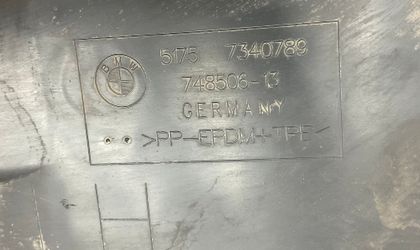 BMW
5175 7340789
748506-13
GERMANY
>PP-EPDM+TPE<